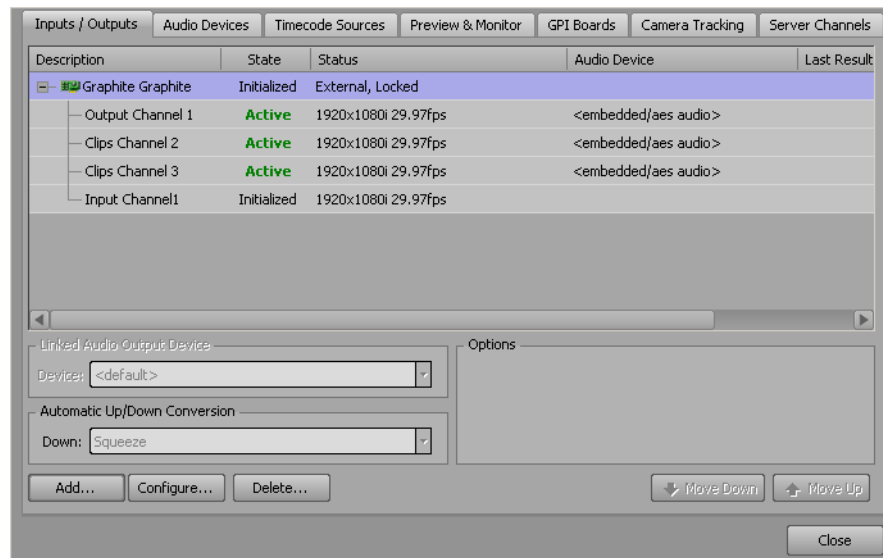 Inputs / Outputs Audio Devices Timecode Sources Preview & Monitor GPI Boards Camera Tracking Server Channels
Description State Status Audio Device Last Result
Graphite Graphite Initialized External, Locked
Output Channel 1 Active 1920x1080i 29.97fps <embedded/aes audio>
Clips Channel 2 Active 1920x1080i 29.97fps <embedded/aes audio>
Clips Channel 3 Active 1920x1080i 29.97fps <embedded/aes audio>
Input Channel1 Initialized 1920x1080i 29.97fps
Linked Audio Output Device Options
Device: <default>
Automatic Up/Down Conversion
Down: Squeeze
Add... Configure... Delete... Move Down Move Up
Close